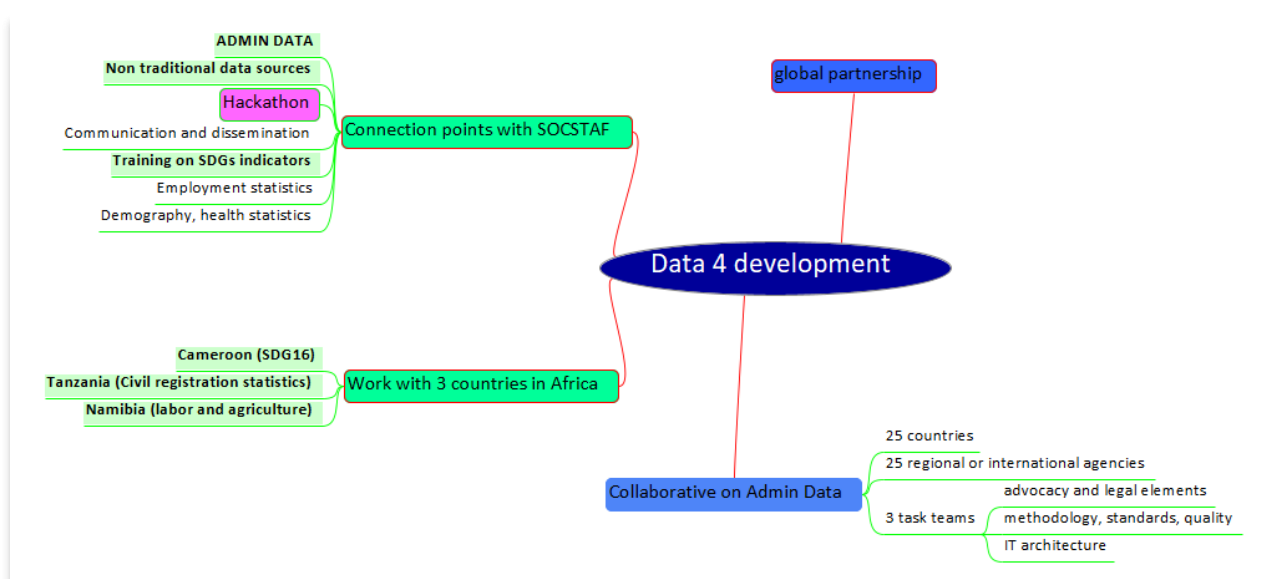 ADMIN DATA
Non traditional data sources
Hackathon
Communication and dissemination
Training on SDGs indicators
Employment statistics
Demography, health statistics
Connection points with SOCSTAF
global partnership
Data 4 development
Cameroon (SDG16)
Tanzania (Civil registration statistics)
Namibia (labor and agriculture)
Work with 3 countries in Africa
Collaborative on Admin Data
25 countries
25 regional or international agencies
3 task teams
advocacy and legal elements
methodology, standards, quality
IT architecture